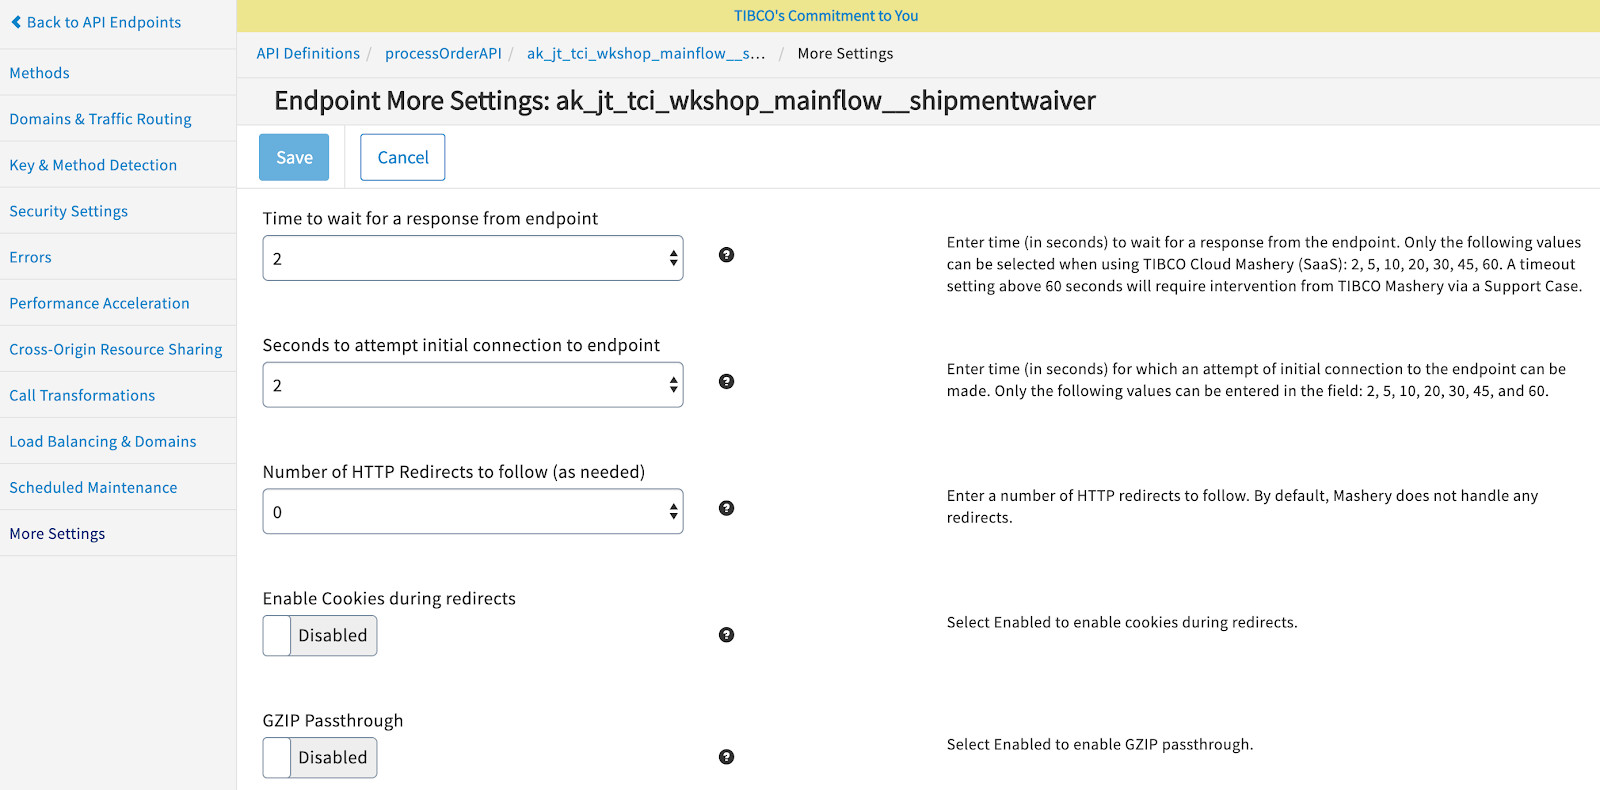 Back to API Endpoints
Methods
Domains & Traffic Routing
Key & Method Detection
Security Settings
Errors
Performance Acceleration
Cross-Origin Resource Sharing
Call Transformations
Load Balancing & Domains
Scheduled Maintenance
More Settings
TIBCO's Commitment to You
API Definitions / processOrderAPI / ak_jt_tci_wkshop_mainflow__s... / More Settings
Endpoint More Settings: ak_jt_tci_wkshop_mainflow__shipmentwaiver
Save Cancel
Time to wait for a response from endpoint
2
Enter time (in seconds) to wait for a response from the endpoint. Only the following values
can be selected when using TIBCO Cloud Mashery (SaaS): 2, 5, 10, 20, 30, 45, 60. A timeout
setting above 60 seconds will require intervention from TIBCO Mashery via a Support Case.
Seconds to attempt initial connection to endpoint
2
Enter time (in seconds) for which an attempt of initial connection to the endpoint can be
made. Only the following values can be entered in the field: 2, 5, 10, 20, 30, 45, and 60.
Number of HTTP Redirects to follow (as needed)
0
Enter a number of HTTP redirects to follow. By default, Mashery does not handle any
redirects.
Enable Cookies during redirects
Disabled
Select Enabled to enable cookies during redirects.
GZIP Passthrough
Disabled
Select Enabled to enable GZIP passthrough.